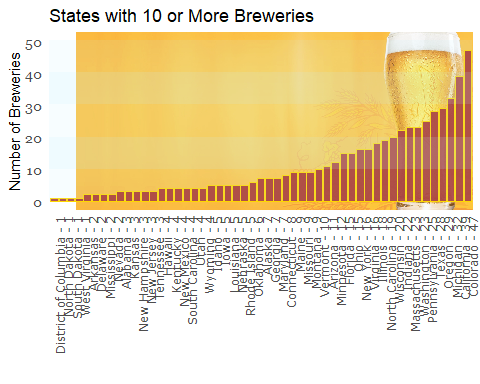 States with 10 or More Breweries
Number of Breweries
50
40
30
20
10
0
District of Columbia - 1
North Dakota - 1
South Dakota - 1
West Virginia - 1
Arkansas - 2
Delaware - 2
Mississippi - 2
Nevada - 2
Alabama - 3
Kansas - 3
New Hampshire - 3
New Jersey - 3
Tennessee - 3
Hawaii - 4
Kentucky - 4
New Mexico - 4
South Carolina - 4
Utah - 4
Wyoming - 4
Idaho - 5
Iowa - 5
Louisiana - 5
Nebraska - 5
Rhode Island - 5
Oklahoma - 6
Alaska - 7
Georgia - 7
Maryland - 7
Connecticut - 8
Maine - 9
Missouri - 9
Montana - 9
Vermont - 10
Arizona - 11
Minnesota - 12
Florida - 15
Ohio - 15
New York - 16
Virginia - 16
Illinois - 18
North Carolina - 19
Wisconsin - 20
Indiana - 22
Massachusetts - 23
Washington - 23
Pennsylvania - 25
Texas - 28
Oregon - 29
Michigan - 32
California - 39
Colorado - 47